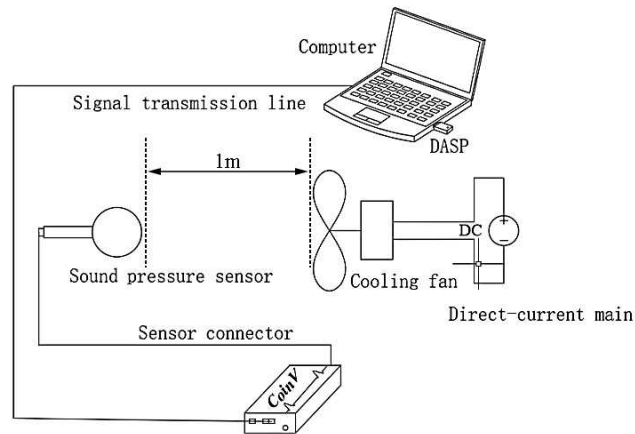 Computer
Signal transmission line
DASP
1m
DC
+
−
Sound pressure sensor
Cooling fan
Direct-current main
Sensor connector
CoinV